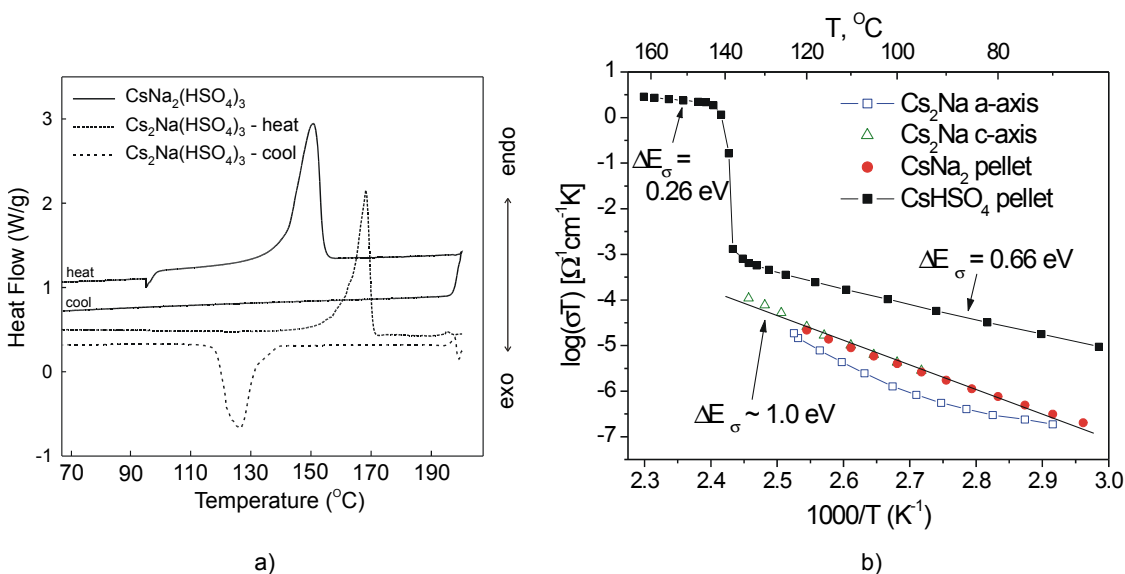 CsNa₂(HSO₄)₃
Cs₂Na(HSO₄)₃ - heat
Cs₂Na(HSO₄)₃ - cool
heat
cool
Heat Flow (W/g)
3
2
1
0
-1
70 90 110 130 150 170 190
Temperature (°C)
endo
exo
a)
T, °C
160 140 120 100 80
Cs₂Na a-axis
Cs₂Na c-axis
CsNa₂ pellet
CsHSO₄ pellet
ΔE_σ =
0.26 eV
ΔE_σ = 0.66 eV
ΔE_σ ~ 1.0 eV
log(σT) [Ω⁻¹cm⁻¹K]
1
0
-1
-2
-3
-4
-5
-6
-7
2.3 2.4 2.5 2.6 2.7 2.8 2.9 3.0
1000/T (K⁻¹)
b)